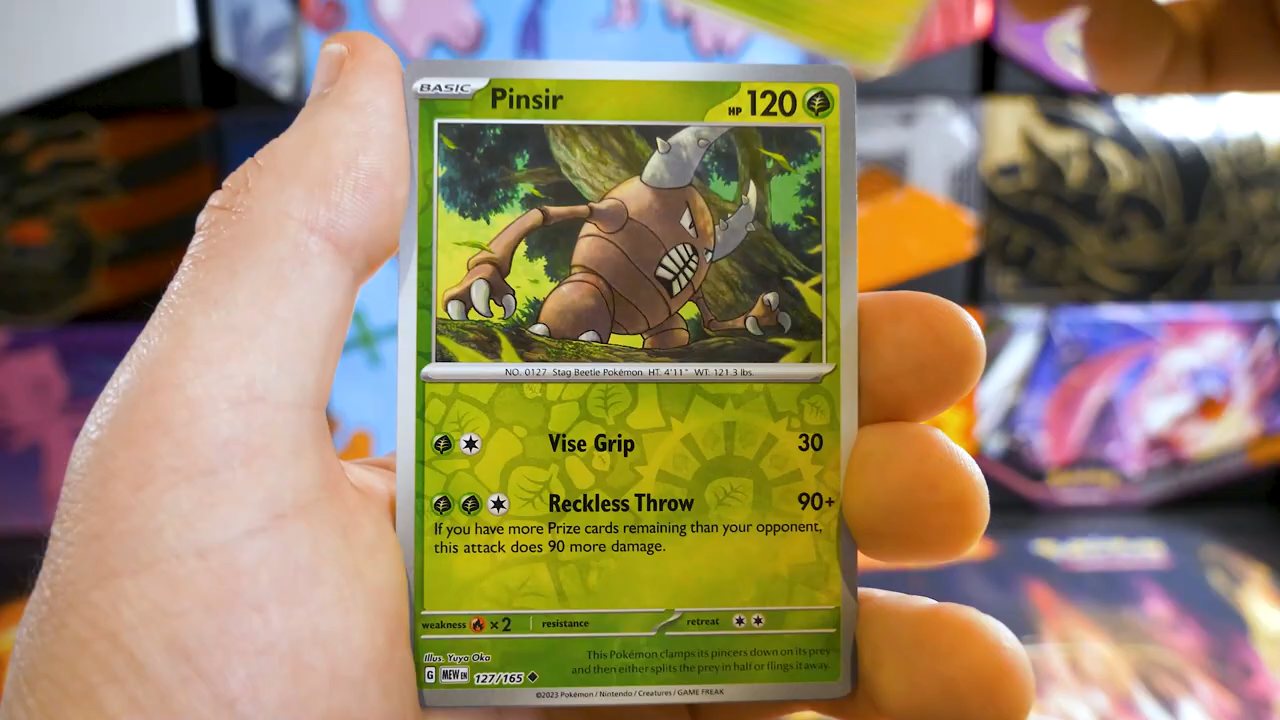 BASIC Pinsir HP 120
NO. 0127 Stag Beetle Pokémon HT: 4'11" WT: 121.3 lbs.
Vise Grip 30
Reckless Throw 90+
If you have more Prize cards remaining than your opponent,
this attack does 90 more damage.
weakness ×2 resistance retreat
Illus. Yuya Oka
This Pokémon clamps its pincers down on its prey
and then either splits the prey in half or flings it away.
G MEW EN 127/165
©2023 Pokémon / Nintendo / Creatures / GAME FREAK